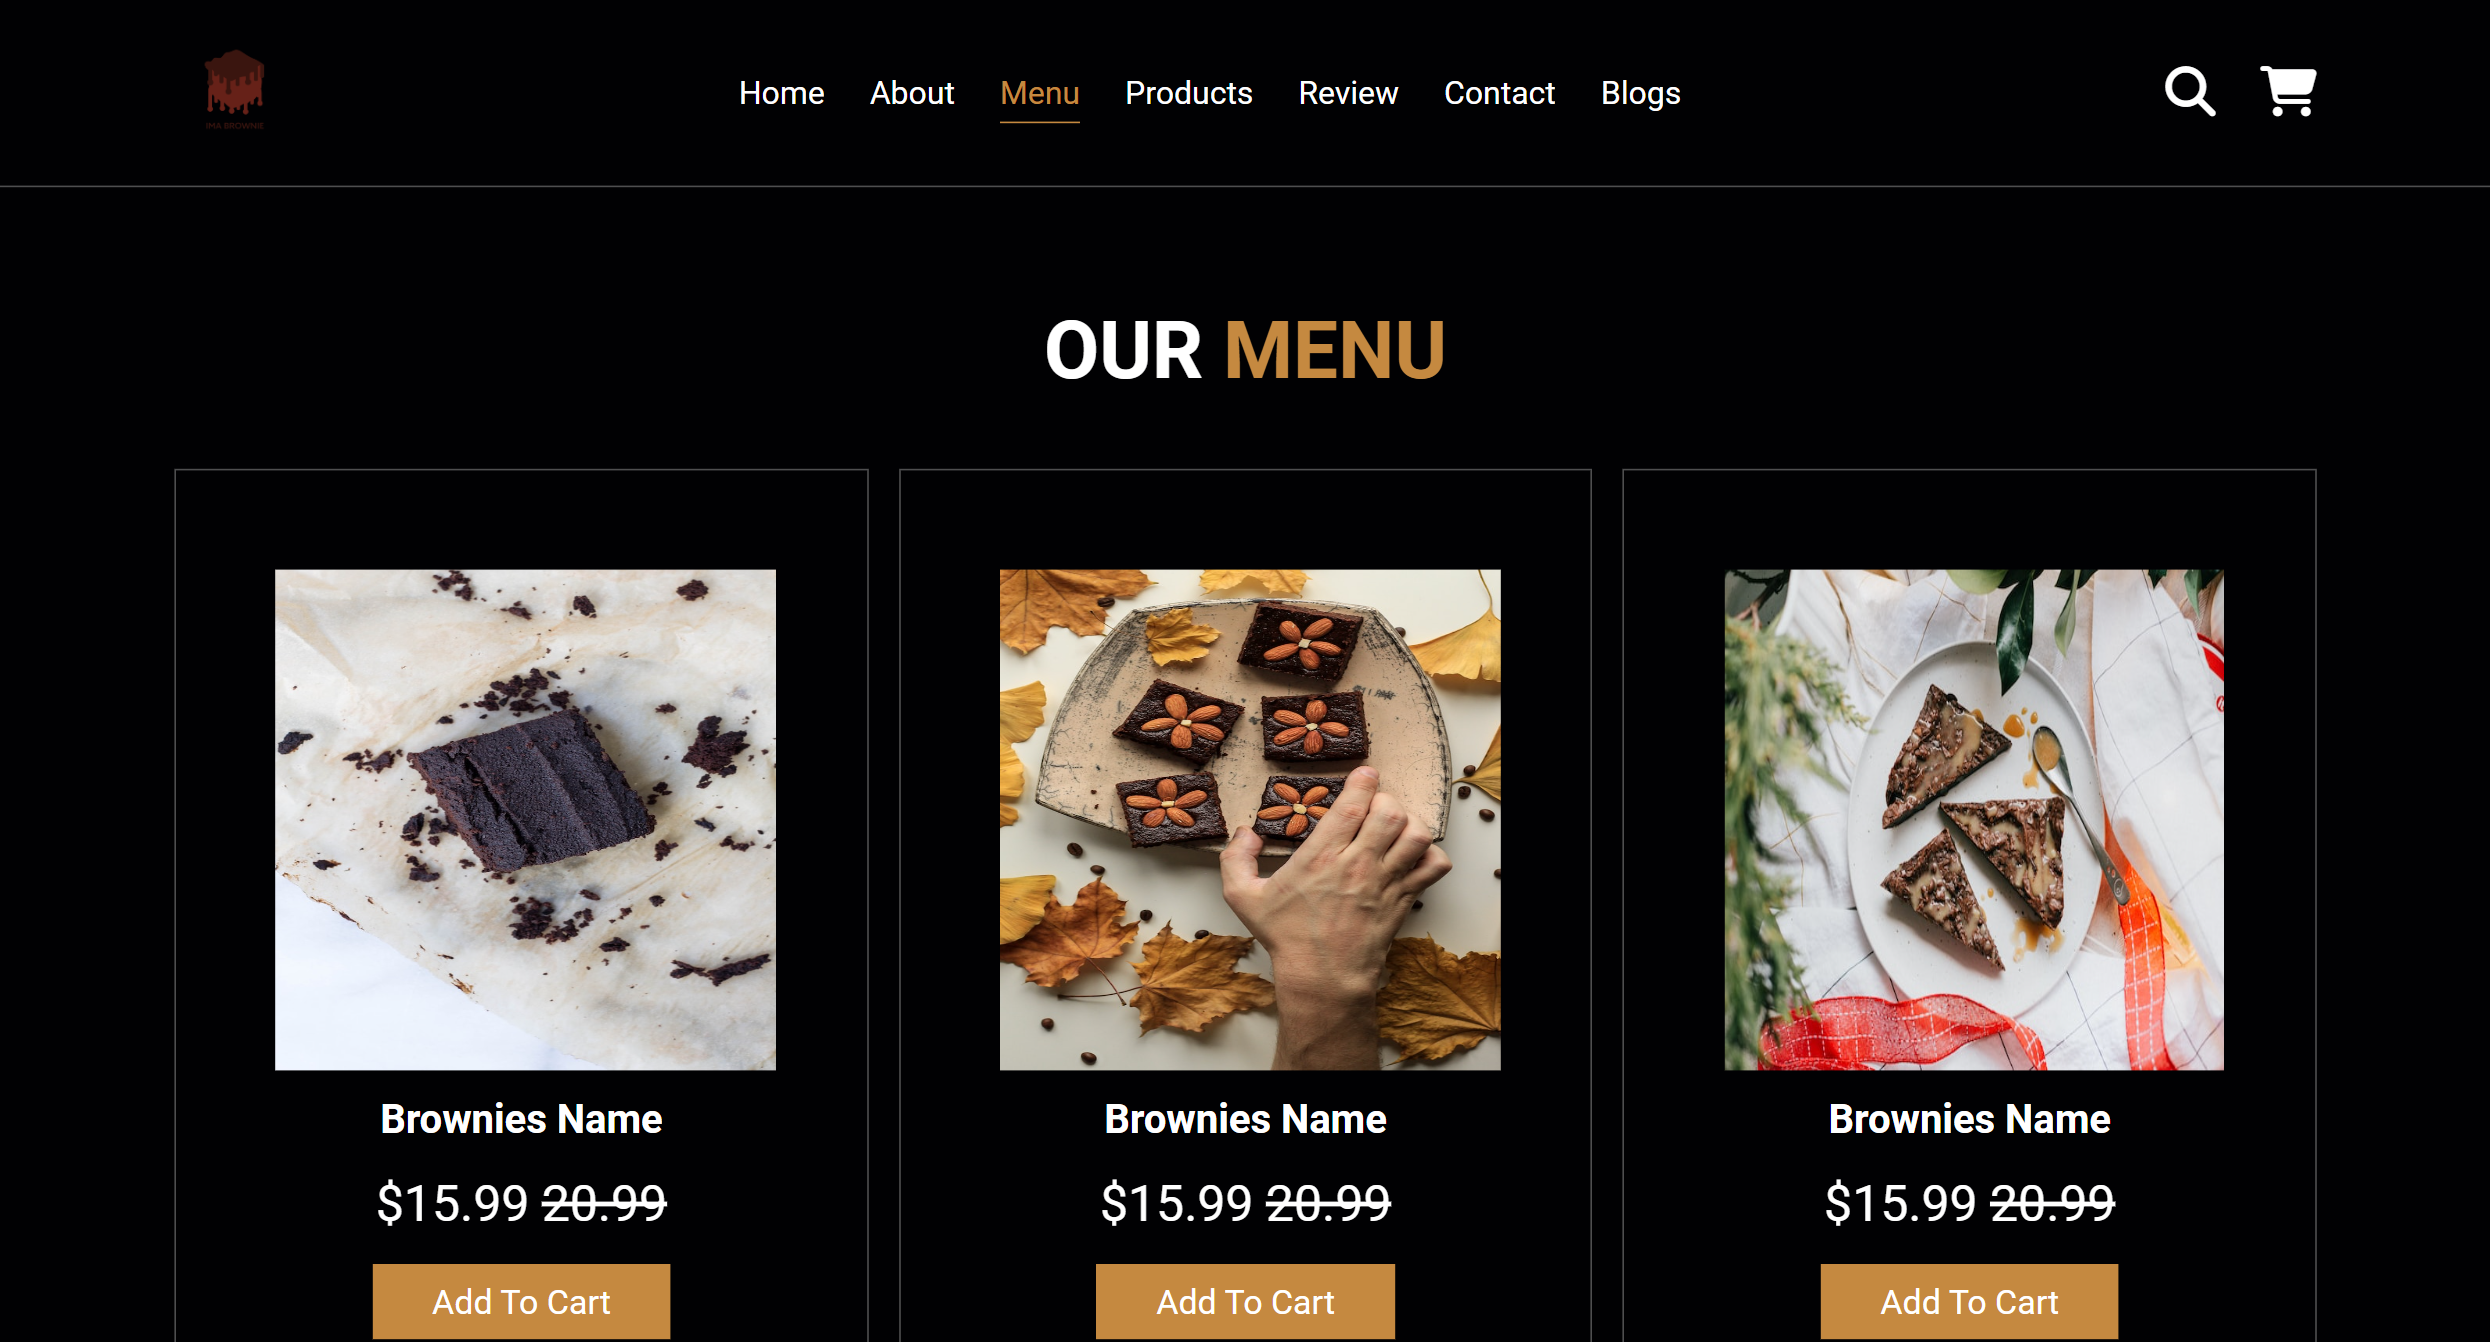 IMA BROWNIE
Home About Menu Products Review Contact Blogs
OUR MENU
Brownies Name
$15.99 20.99
Add To Cart
Brownies Name
$15.99 20.99
Add To Cart
Brownies Name
$15.99 20.99
Add To Cart